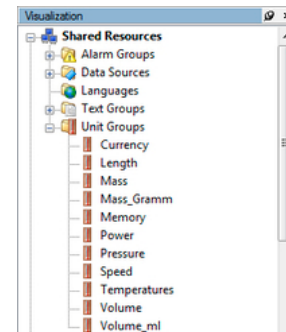 Visualization
Shared Resources
Alarm Groups
Data Sources
Languages
Text Groups
Unit Groups
Currency
Length
Mass
Mass_Gramm
Memory
Power
Pressure
Speed
Temperatures
Volume
Volume_ml